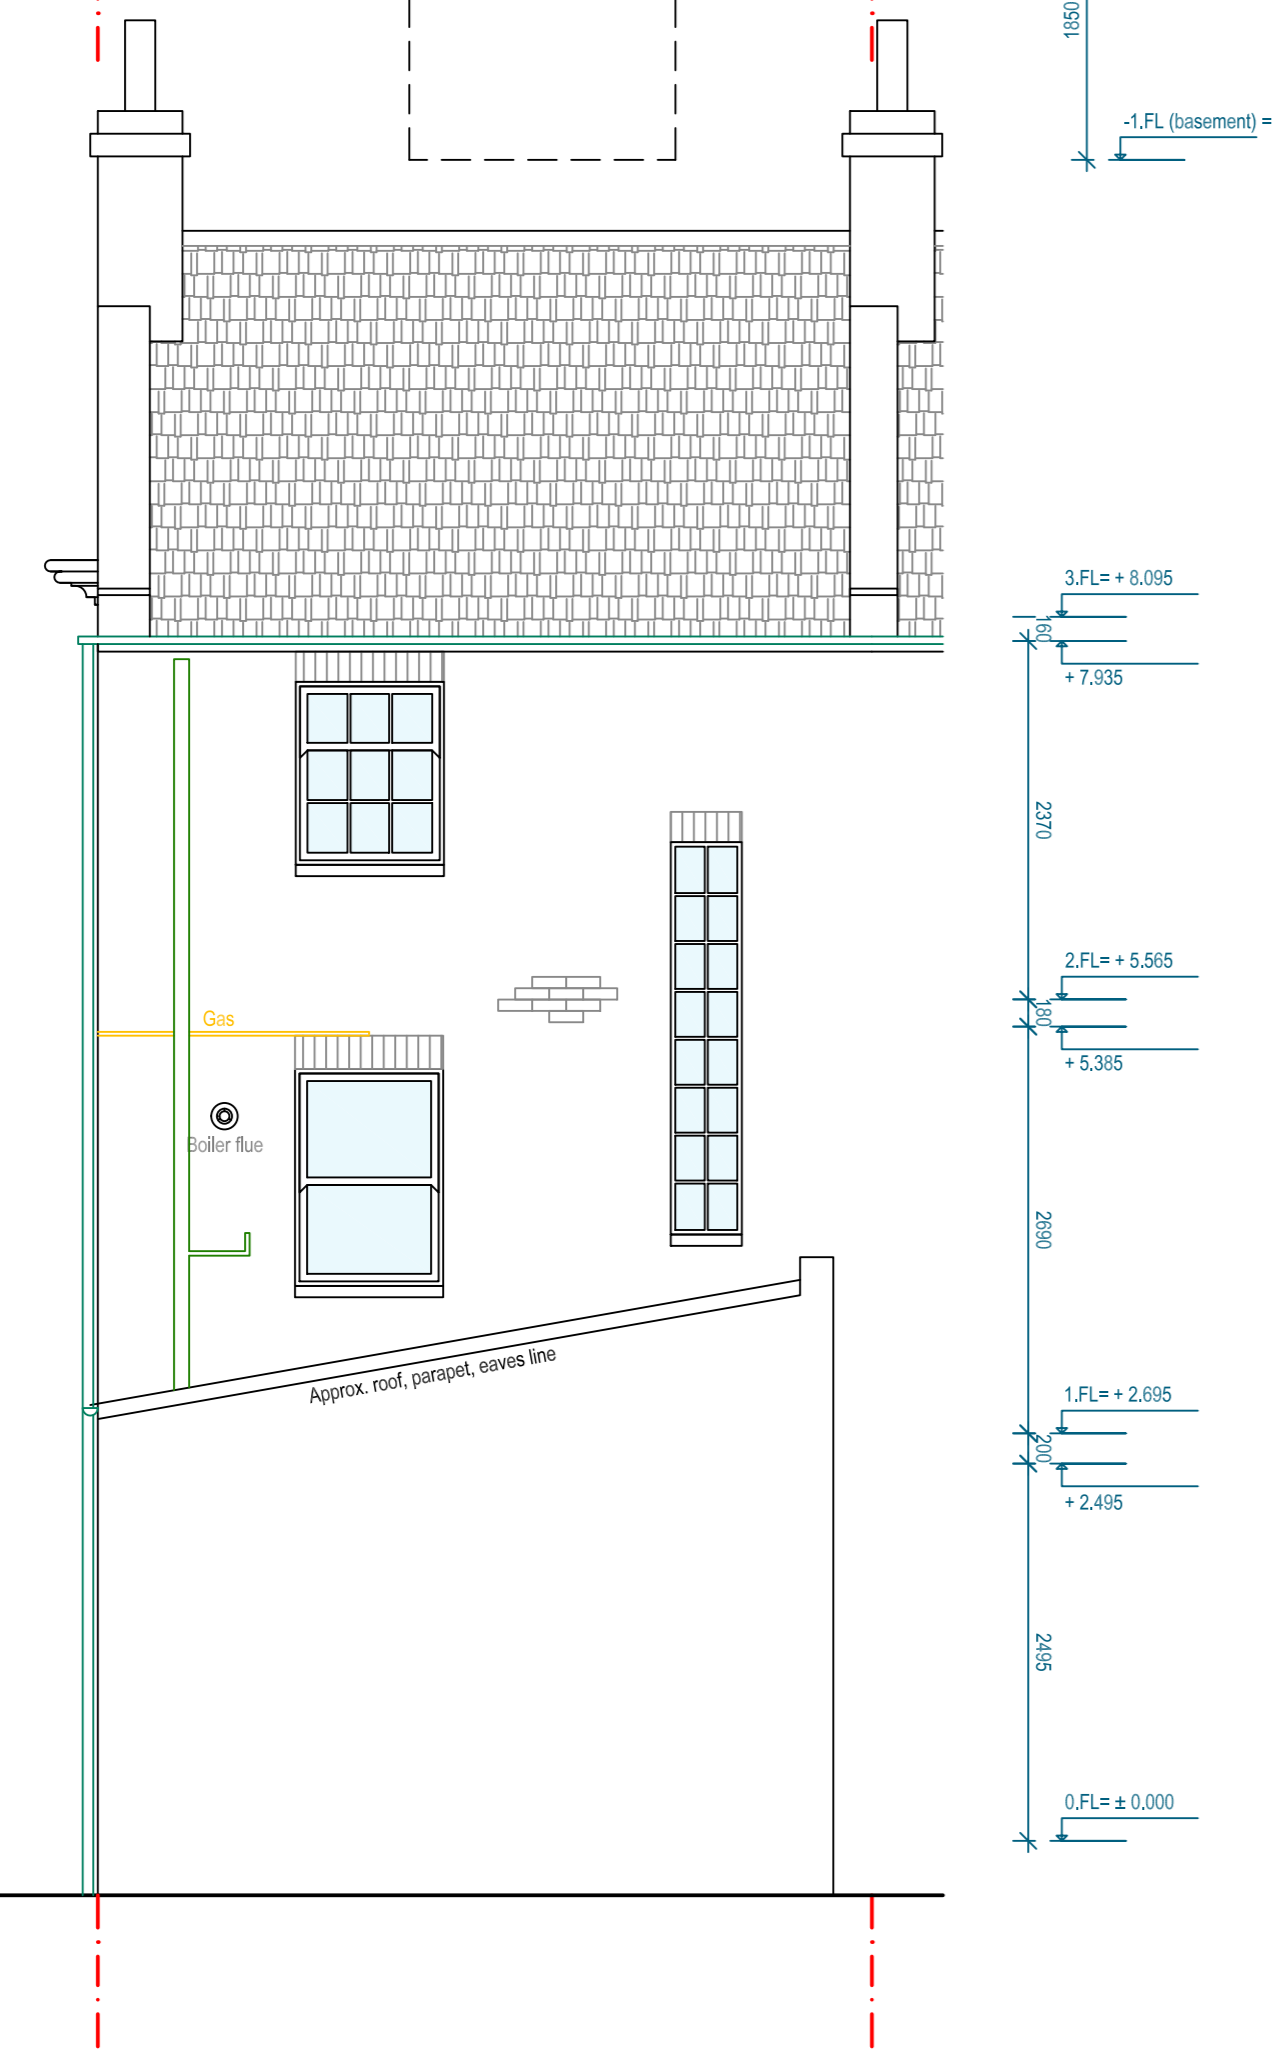 1850
-1.FL (basement) =
3.FL= + 8.095
160
+ 7.935
2370
2.FL= + 5.565
180
+ 5.385
Gas
Boiler flue
2690
Approx. roof, parapet, eaves line
1.FL= + 2.695
200
+ 2.495
2495
0.FL= ± 0.000